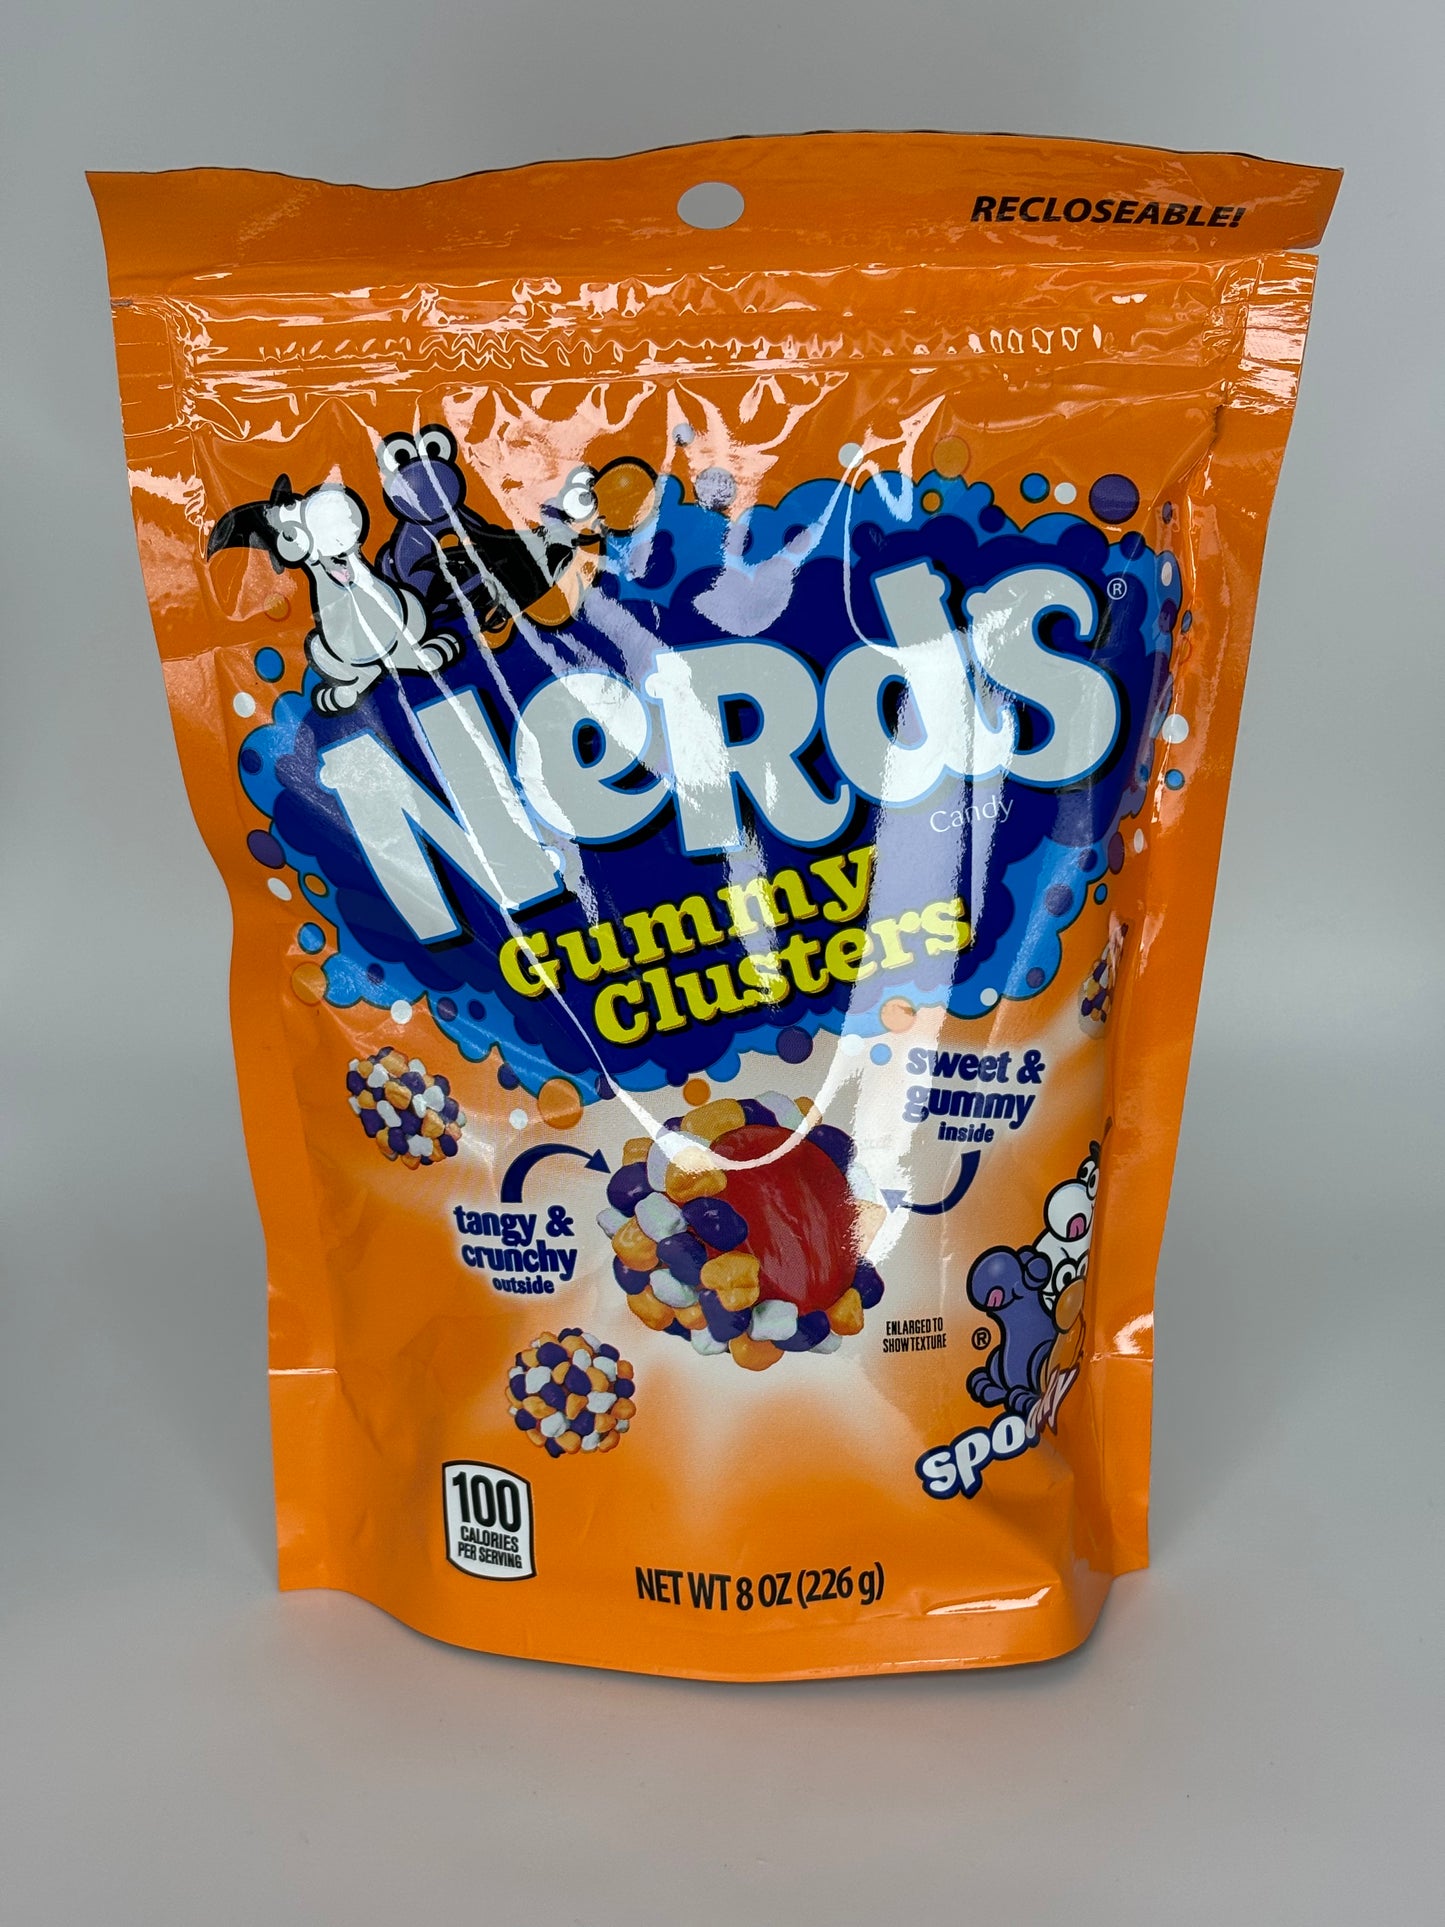 RECLOSEABLE!
NERDS®
Candy
Gummy
Clusters
sweet &
gummy
inside
tangy &
crunchy
outside
ENLARGED TO
SHOW TEXTURE
®
spooky
100
CALORIES
PER SERVING
NET WT 8 OZ (226 g)